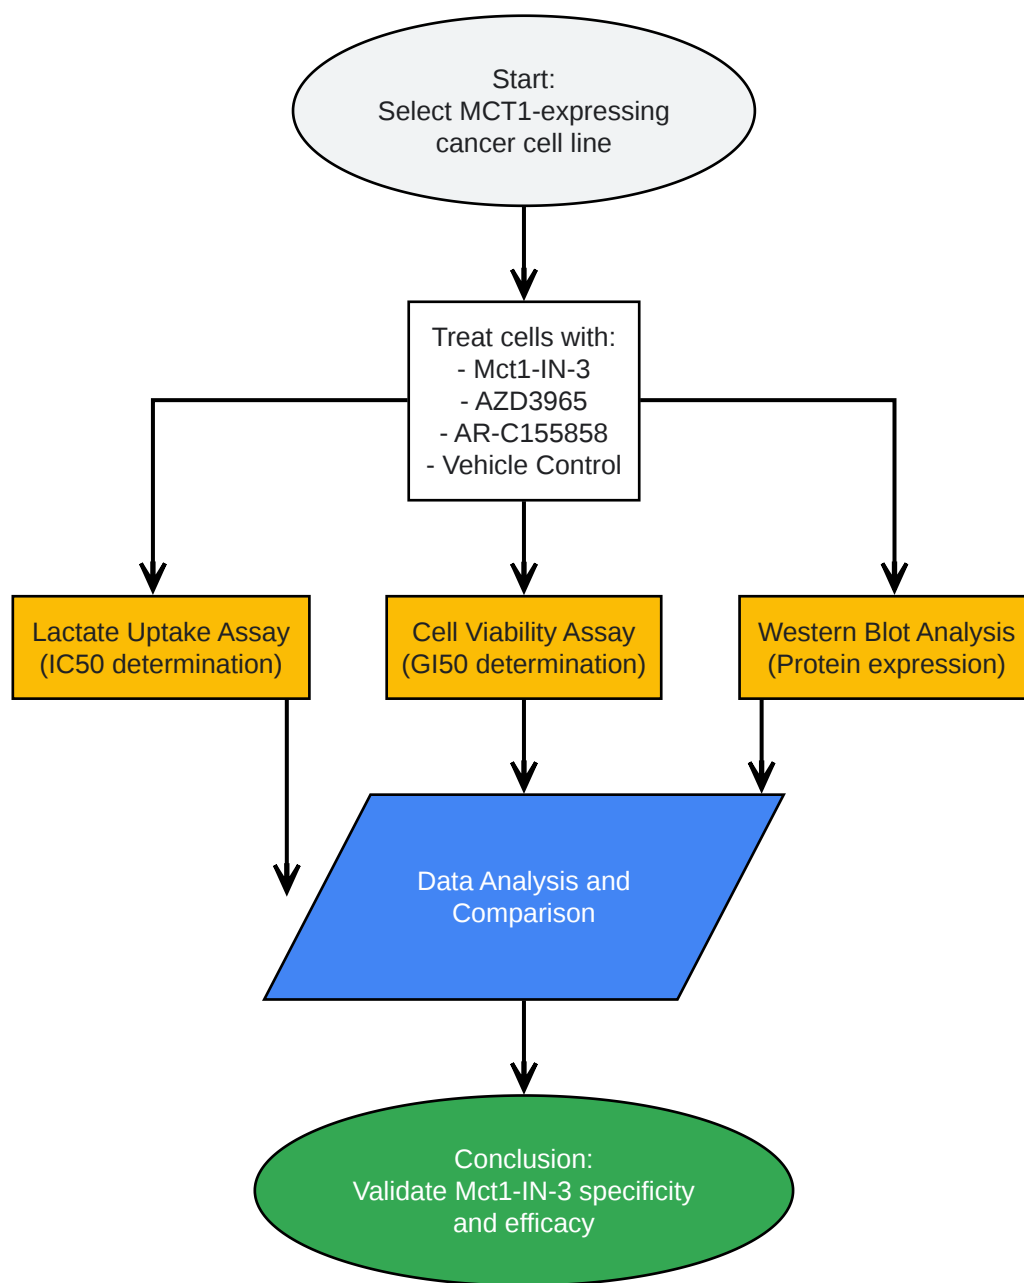 Start:
Select MCT1-expressing
cancer cell line
Treat cells with:
- Mct1-IN-3
- AZD3965
- AR-C155858
- Vehicle Control
Lactate Uptake Assay
(IC50 determination)
Cell Viability Assay
(GI50 determination)
Western Blot Analysis
(Protein expression)
Data Analysis and
Comparison
Conclusion:
Validate Mct1-IN-3 specificity
and efficacy